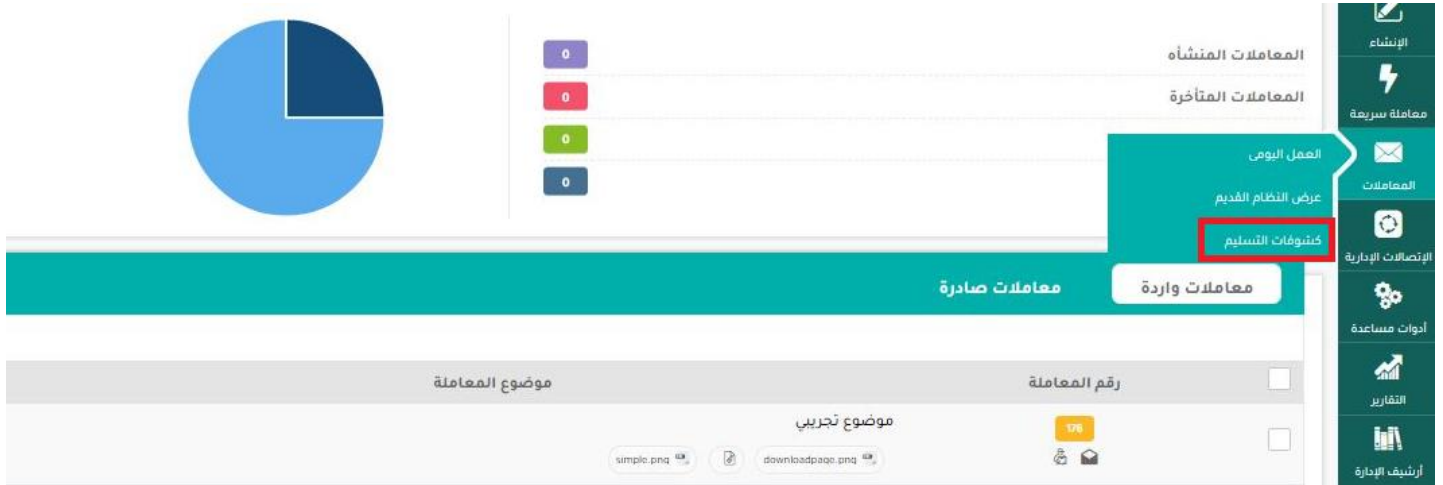 الإنشاء
معاملة سريعة
المعاملات
الإتصالات الإدارية
أدوات مساعدة
التقارير
أرشيف الإدارة
المعاملات المنشأه
0
المعاملات المتأخرة
0
0
0
العمل اليومى
عرض النظام القديم
كشوفات التسليم
معاملات واردة
معاملات صادرة
رقم المعاملة
موضوع المعاملة
176
موضوع تجريبي
downloadpage.png
simple.png